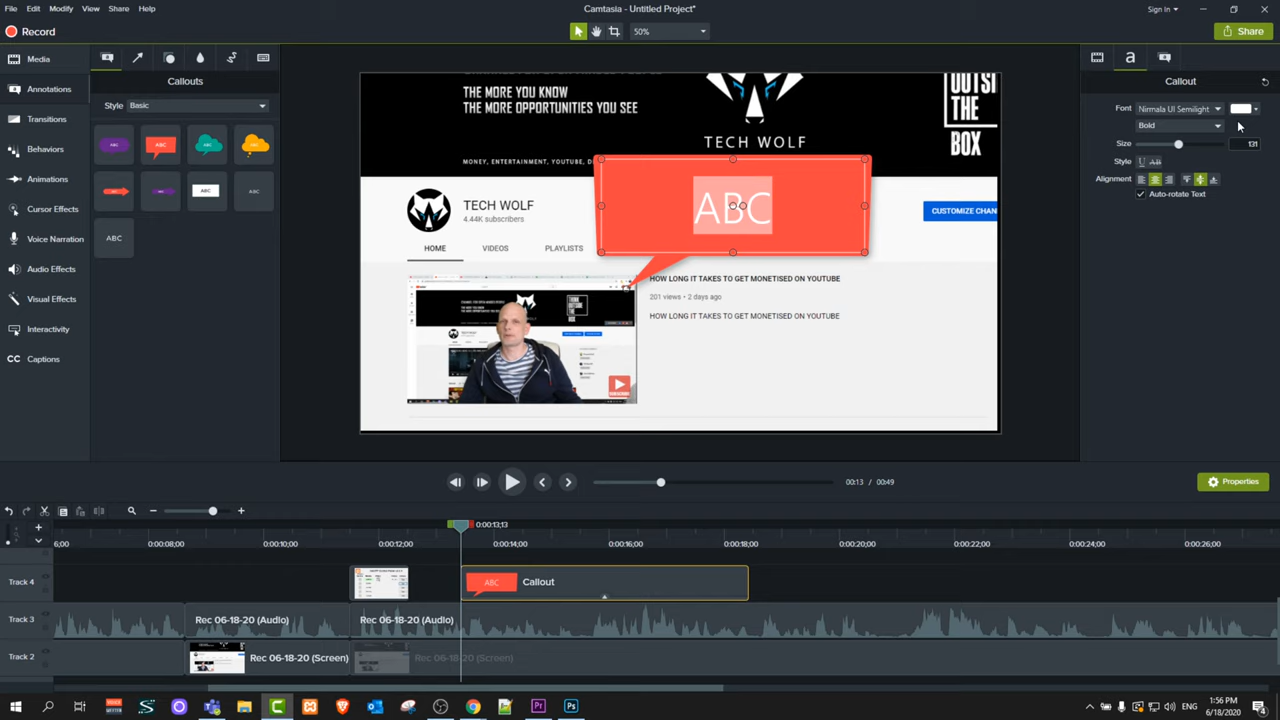 Camtasia - Untitled Project*
File Edit Modify View Share Help
Sign In
Record
50%
Share
Media
Annotations
Transitions
Behaviors
Animations
Cursor Effects
Voice Narration
Audio Effects
Visual Effects
Interactivity
Captions
Callouts
Style Basic
ABC
ABC
ABC
ABC
ABC
ABC
ABC
THE MORE YOU KNOW
THE MORE OPPORTUNITIES YOU SEE
TECH WOLF
OUTSI
THE
BOX
TECH WOLF
4.44K subscribers
ABC
CUSTOMIZE CHAN
HOME VIDEOS PLAYLISTS
HOW LONG IT TAKES TO GET MONETISED ON YOUTUBE
201 views • 2 days ago
HOW LONG IT TAKES TO GET MONETISED ON YOUTUBE
Callout
Font Nirmala UI Semilight
Bold
Size 131
Style
Alignment
Autorotate Text
00:13 / 00:49
Properties
0:00:13;13
6;00 0:00:08;00 0:00:10;00 0:00:12;00 0:00:14;00 0:00:16;00 0:00:18;00 0:00:20;00 0:00:22;00 0:00:24;00 0:00:26;00
Track 4
ABC Callout
Track 3
Rec 06-18-20 (Audio) Rec 06-18-20 (Audio)
Track 2
Rec 06-18-20 (Screen) Rec 06-18-20 (Screen)
ENG
1:56 PM
6/18/2020